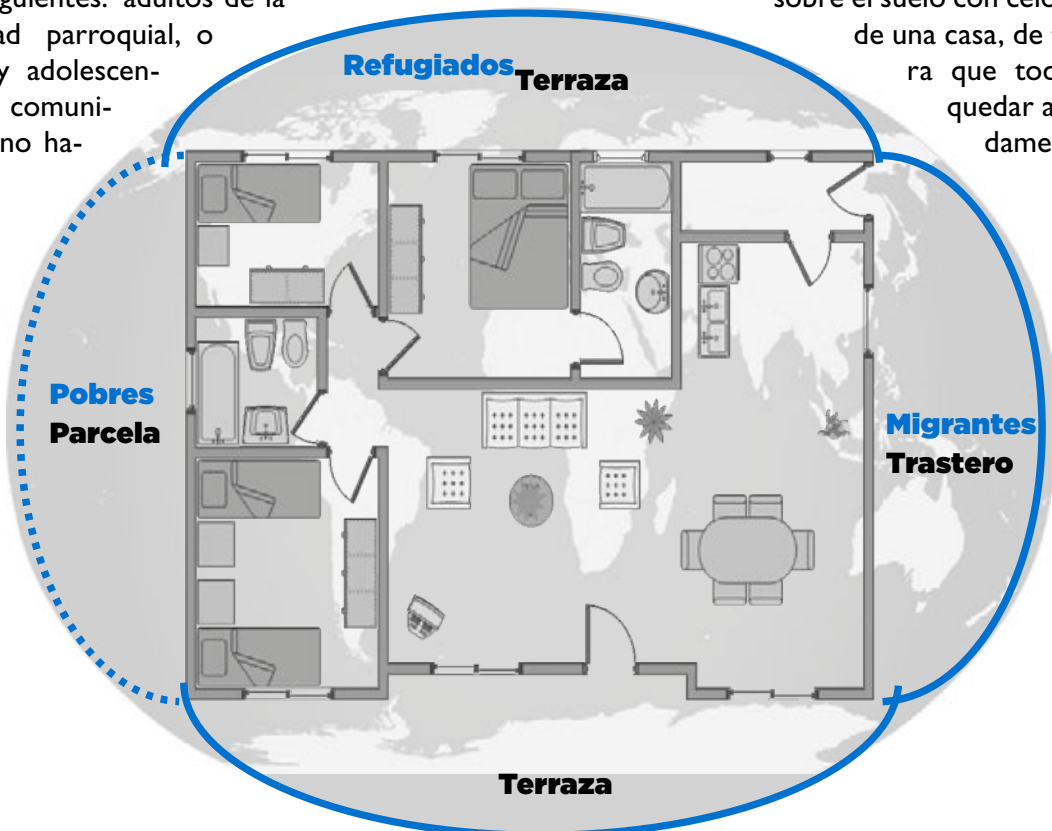 guientes: adultos de la
ad parroquial, o
y adolescen-
comuni-
no ha-
sobre el suelo con celo
de una casa, de
ra que toc
quedar a
dame
Refugiados
Terraza
Pobres
Parcela
Migrantes
Trastero
Terraza